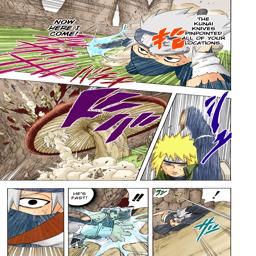 THE
KUNAI
KNIVES
PINPOINTED
ALL OF YOUR
LOCATIONS.
NOW
HERE I
COME!
HE'S
FAST!
!!
!!